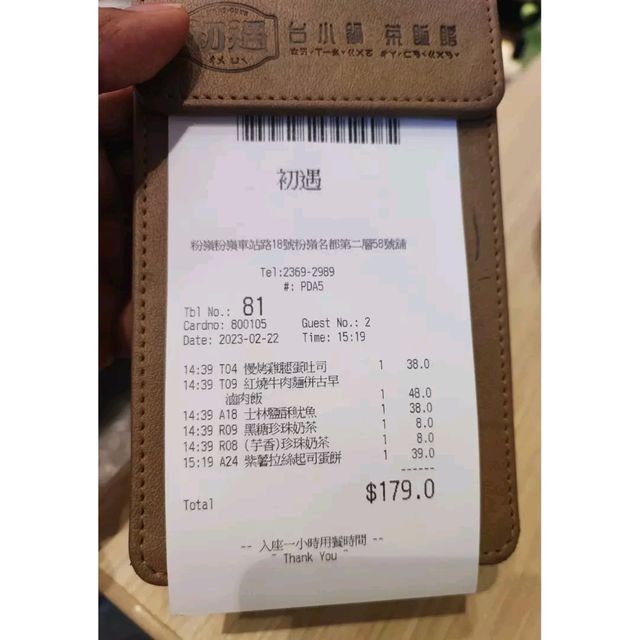 初遇 台小鍋 茶飯館
初遇
粉嶺粉嶺車站路18號粉嶺名都第二層58號舖
Tel:2369-2989
#: PDA5
Tbl No.: 81
Cardno: 800105 Guest No.: 2
Date: 2023-02-22 Time: 15:19
14:39 T04 慢烤雞腿蛋吐司 1 38.0
14:39 T09 紅燒牛肉麵併古早
滷肉飯 1 48.0
14:39 A18 士林鹽酥魷魚 1 38.0
14:39 R09 黑糖珍珠奶茶 1 8.0
14:39 R08 (芋香)珍珠奶茶 1 8.0
15:19 A24 紫薯拉絲起司蛋餅 1 39.0
------
Total $179.0
-- 入座一小時用餐時間 --
" Thank You "